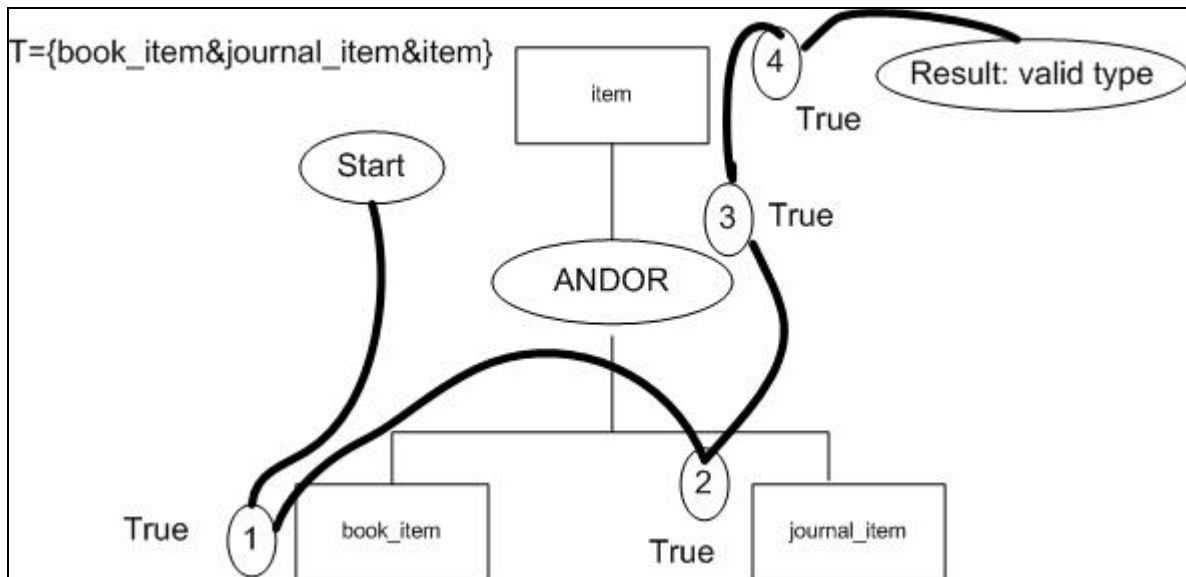 T={book_item&journal_item&item}
item
4
Result: valid type
True
Start
3
True
ANDOR
True
1
book_item
2
True
journal_item